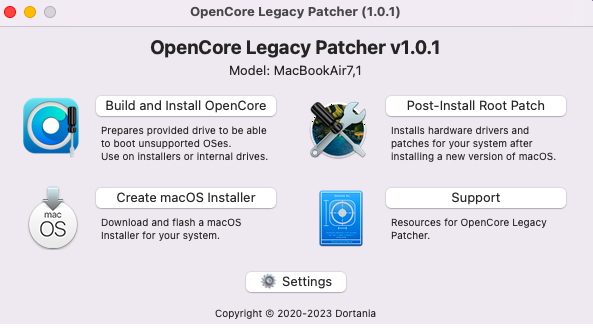 OpenCore Legacy Patcher (1.0.1)
OpenCore Legacy Patcher v1.0.1
Model: MacBookAir7,1
Build and Install OpenCore
Prepares provided drive to be able
to boot unsupported OSes.
Use on installers or internal drives.
Post-Install Root Patch
Installs hardware drivers and
patches for your system after
installing a new version of macOS.
mac
OS
Create macOS Installer
Download and flash a macOS
Installer for your system.
Support
Resources for OpenCore Legacy
Patcher.
Settings
Copyright © 2020-2023 Dortania